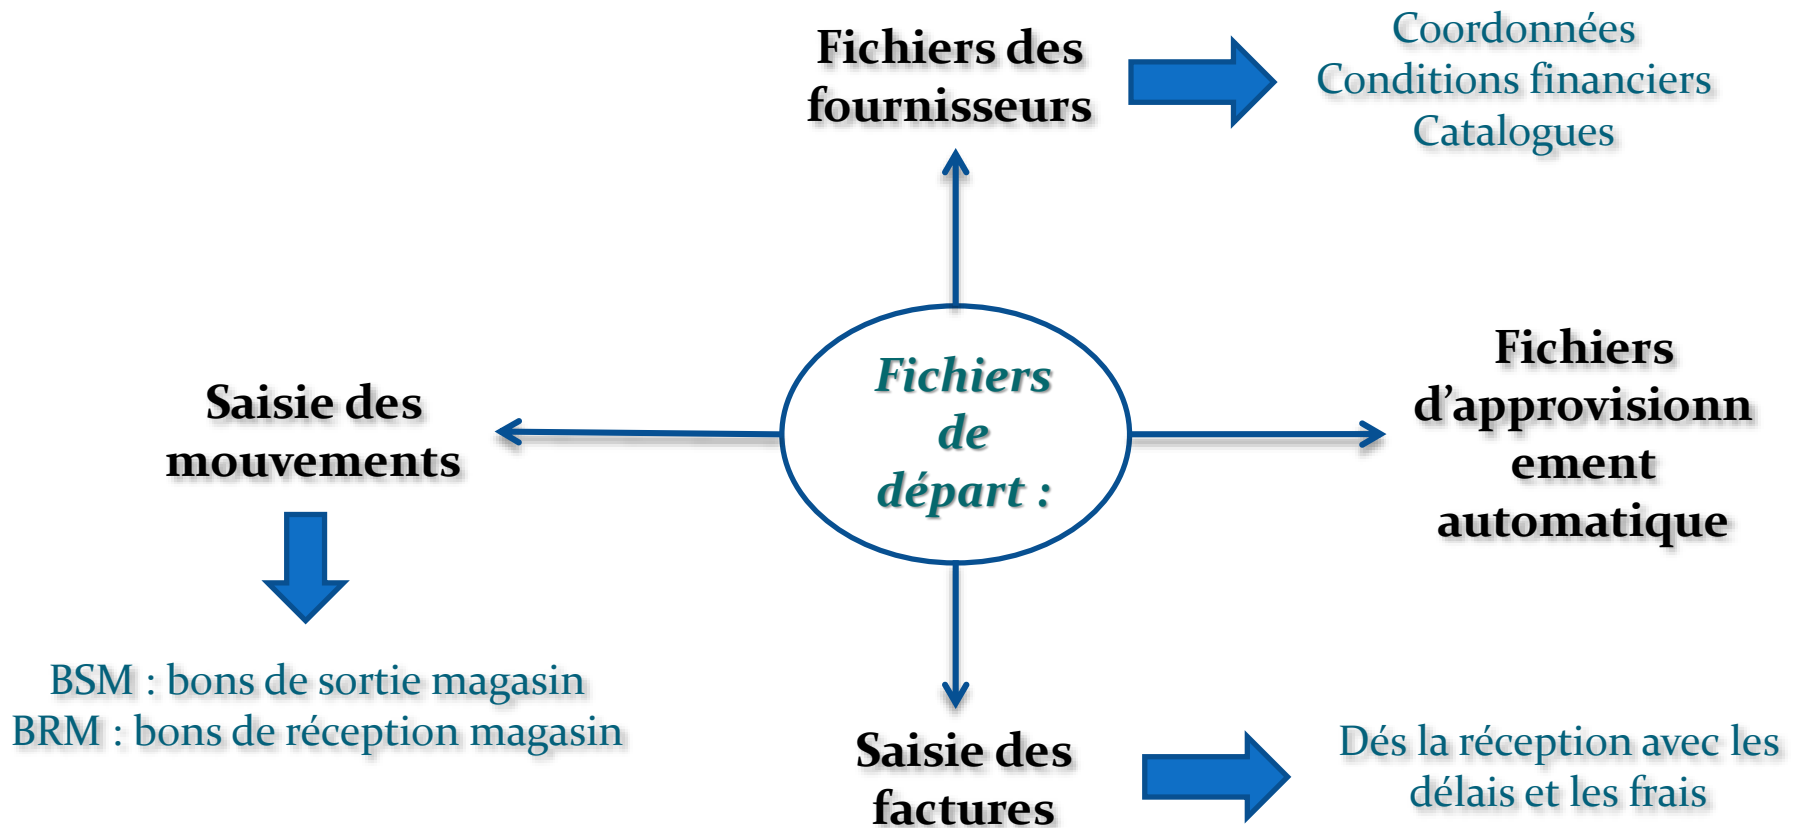 Fichiers des
fournisseurs
Coordonnées
Conditions financiers
Catalogues
Saisie des
mouvements
Fichiers
de
départ :
Fichiers
d’approvisionn
ement
automatique
BSM : bons de sortie magasin
BRM : bons de réception magasin
Saisie des
factures
Dés la réception avec les
délais et les frais